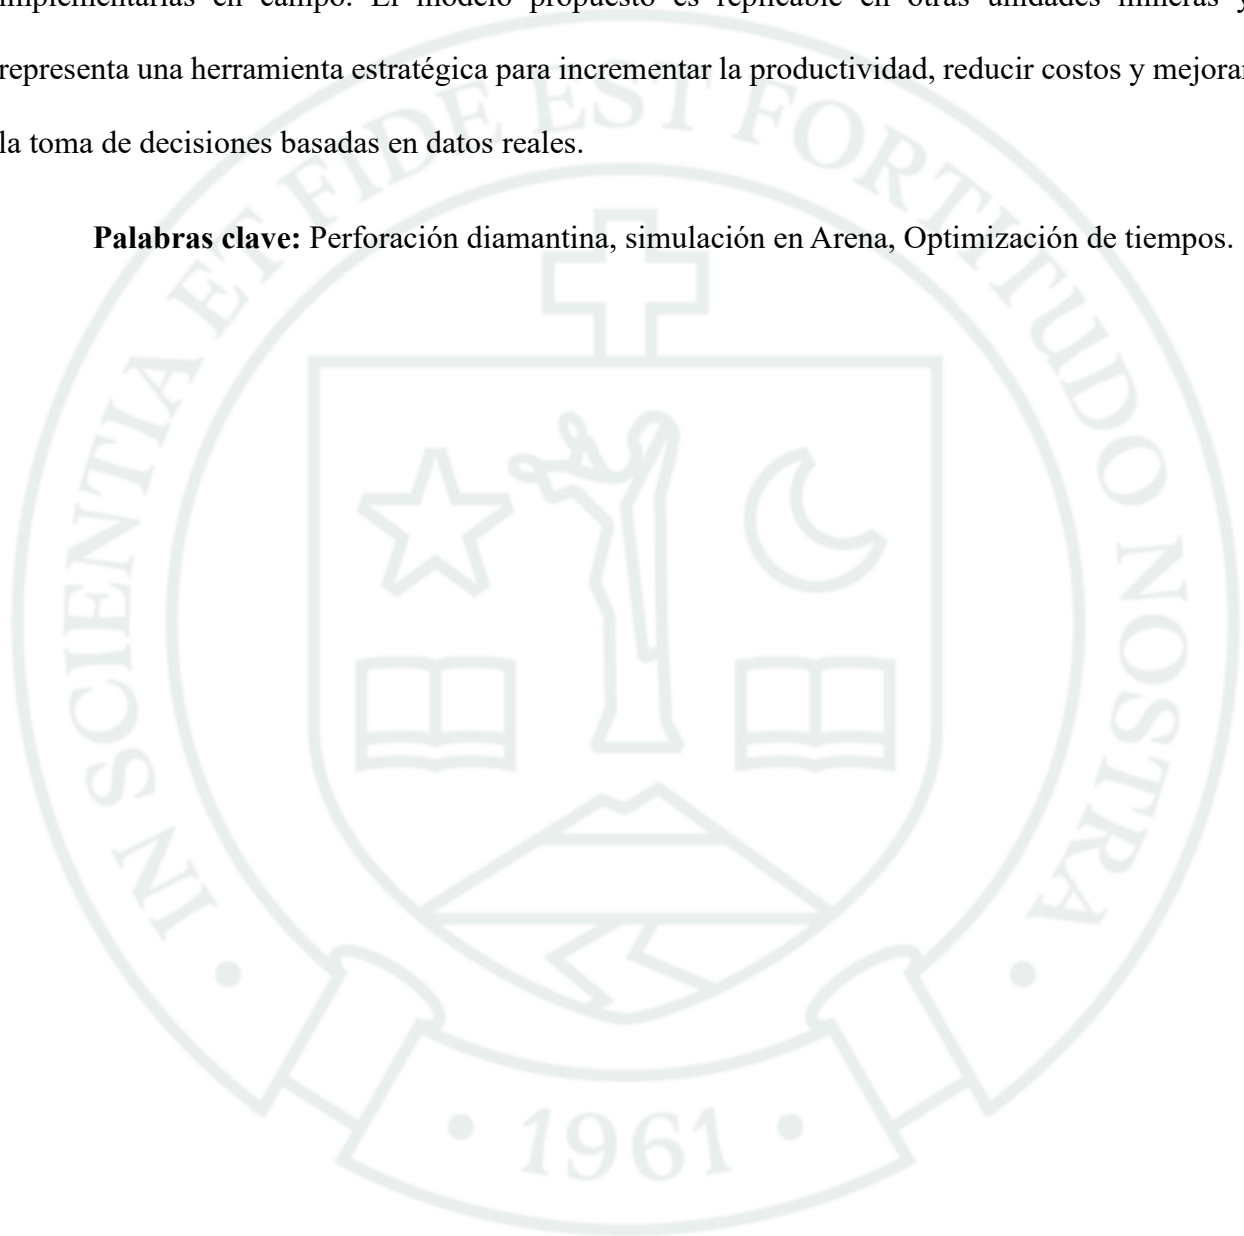 implementarlas en campo. El modelo propuesto es replicable en otras unidades mineras y
representa una herramienta estratégica para incrementar la productividad, reducir costos y mejorar
la toma de decisiones basadas en datos reales.
Palabras clave: Perforación diamantina, simulación en Arena, Optimización de tiempos.
IN SCIENTIA ET FIDE EST FORTITUDO NOSTRA
• 1961 •